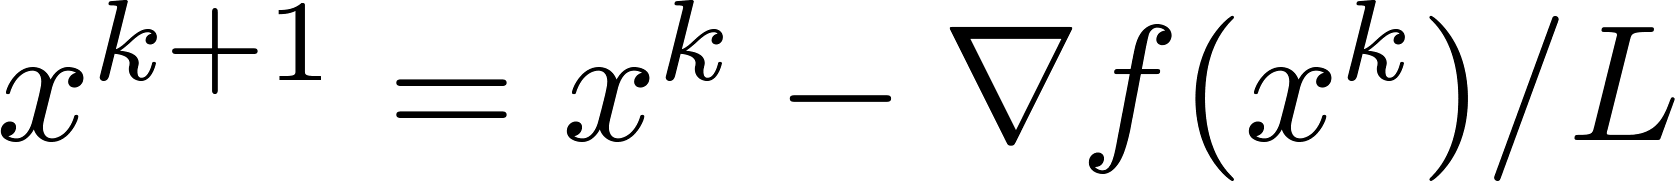 x^{k+1} = x^k − ∇f(x^k)/L